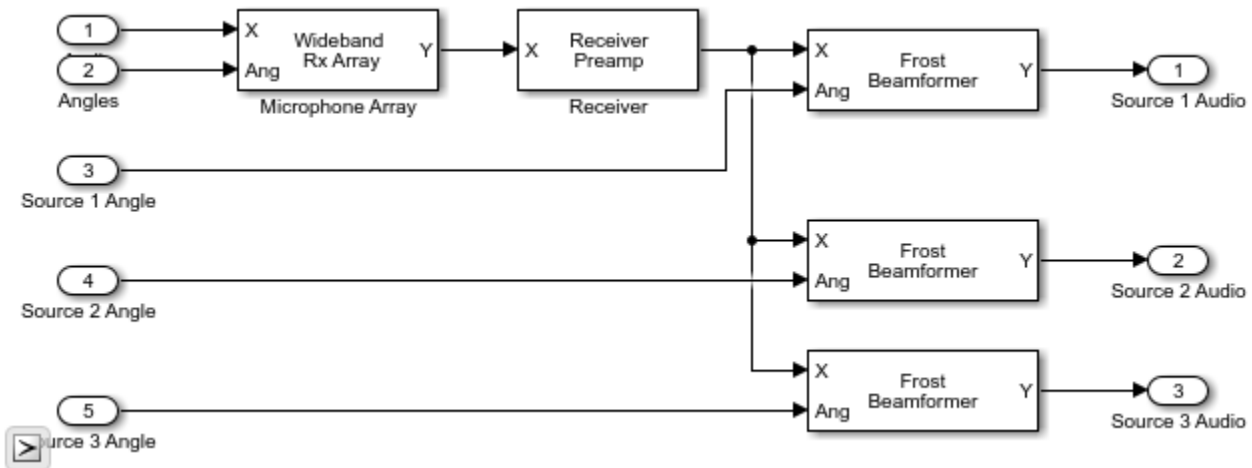 1
X
Wideband
Rx Array
Y
X
Receiver
Preamp
X
Frost
Beamformer
Y
1
2
Ang
Ang
Angles
Microphone Array
Receiver
Source 1 Audio
3
Source 1 Angle
X
Frost
Beamformer
Y
2
4
Ang
Source 2 Angle
Source 2 Audio
X
Frost
Beamformer
Y
3
5
Ang
Source 3 Audio
urce 3 Angle